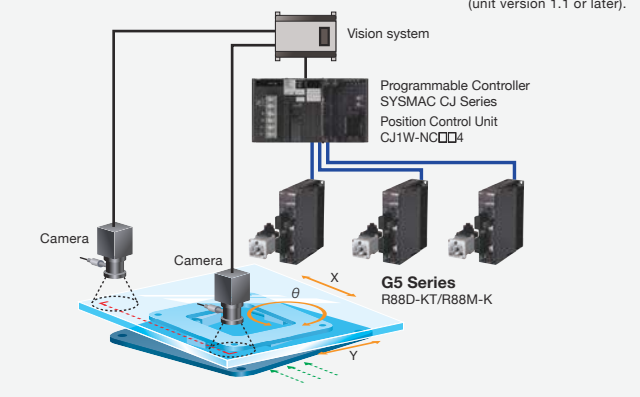 (unit version 1.1 or later).
Vision system
Programmable Controller
SYSMAC CJ Series
Position Control Unit
CJ1W-NC□□4
Camera
Camera
X
θ
G5 Series
R88D-KT/R88M-K
Y